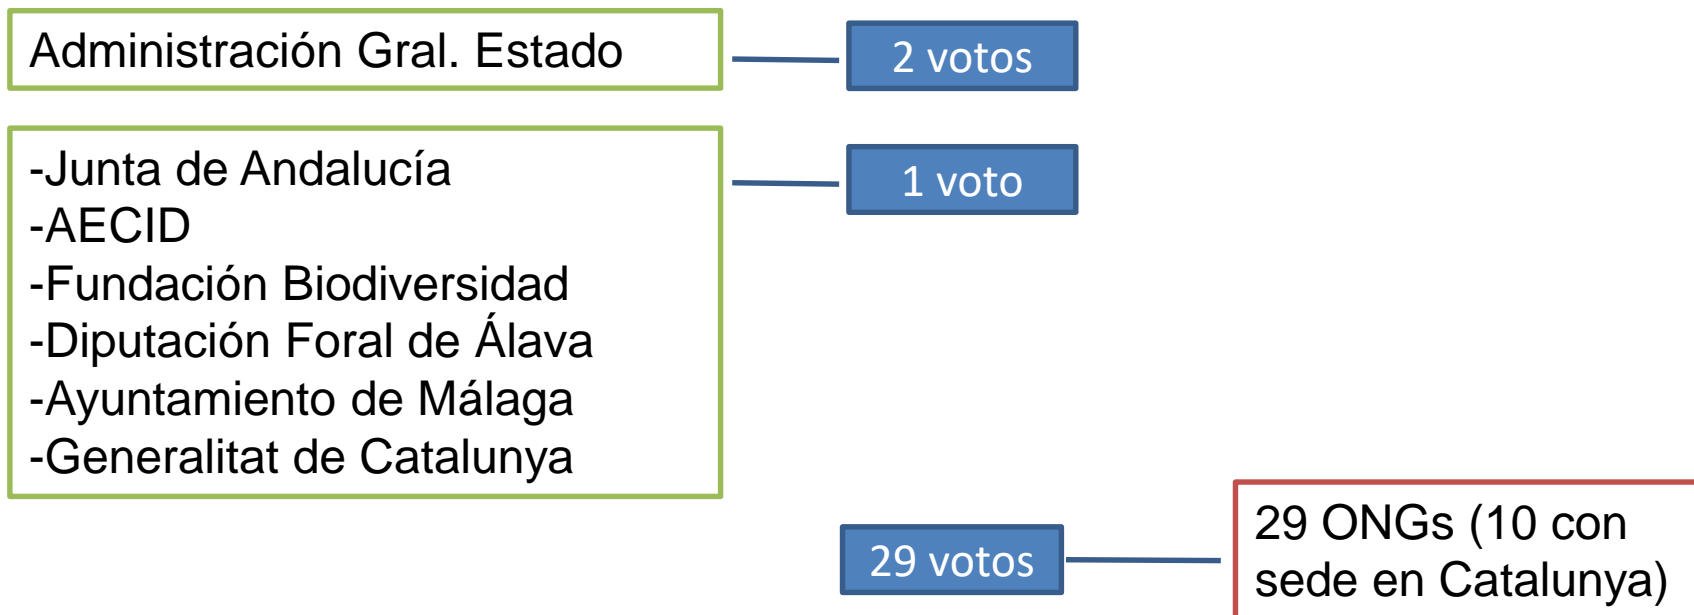 Administración Gral. Estado
2 votos
-Junta de Andalucía
-AECID
-Fundación Biodiversidad
-Diputación Foral de Álava
-Ayuntamiento de Málaga
-Generalitat de Catalunya
1 voto
29 votos
29 ONGs (10 con
sede en Catalunya)